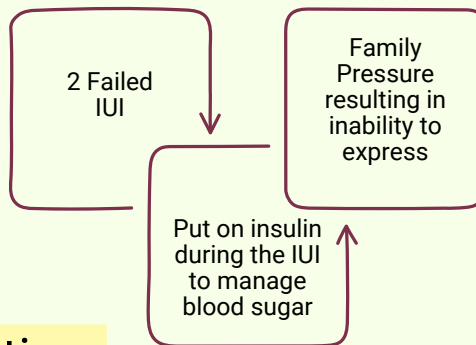 2 Failed
IUI
Put on insulin
during the IUI
to manage
blood sugar
Family
Pressure
resulting in
inability to
express